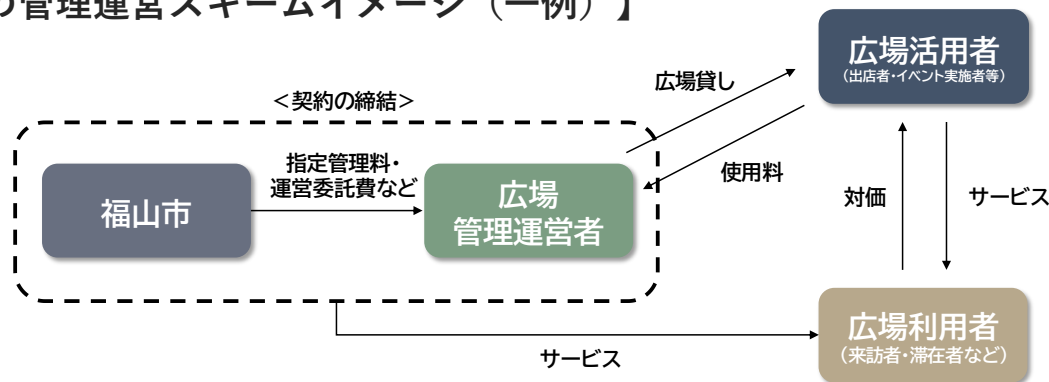 管理運営スキームイメージ（一例）】
広場活用者
（出店者・イベント実施者等）
広場貸し
＜契約の締結＞
指定管理料・
運営委託費など
福山市
広場
管理運営者
使用料
対価
サービス
広場利用者
（来訪者・滞在者など）
サービス